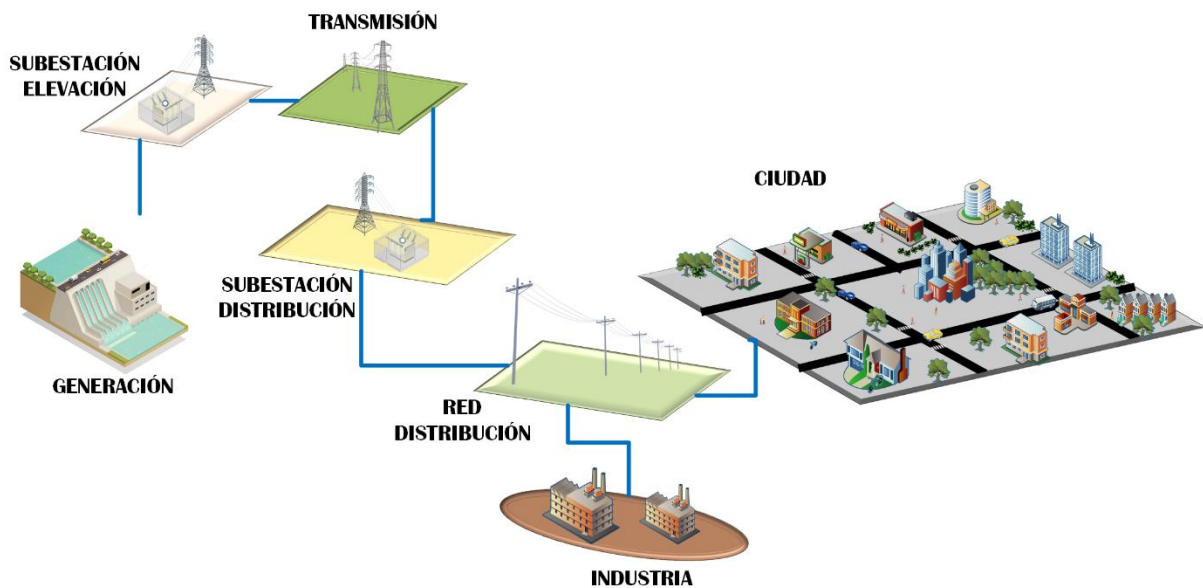 TRANSMISIÓN
SUBESTACIÓN
ELEVACIÓN
CIUDAD
SUBESTACIÓN
DISTRIBUCIÓN
GENERACIÓN
RED
DISTRIBUCIÓN
INDUSTRIA